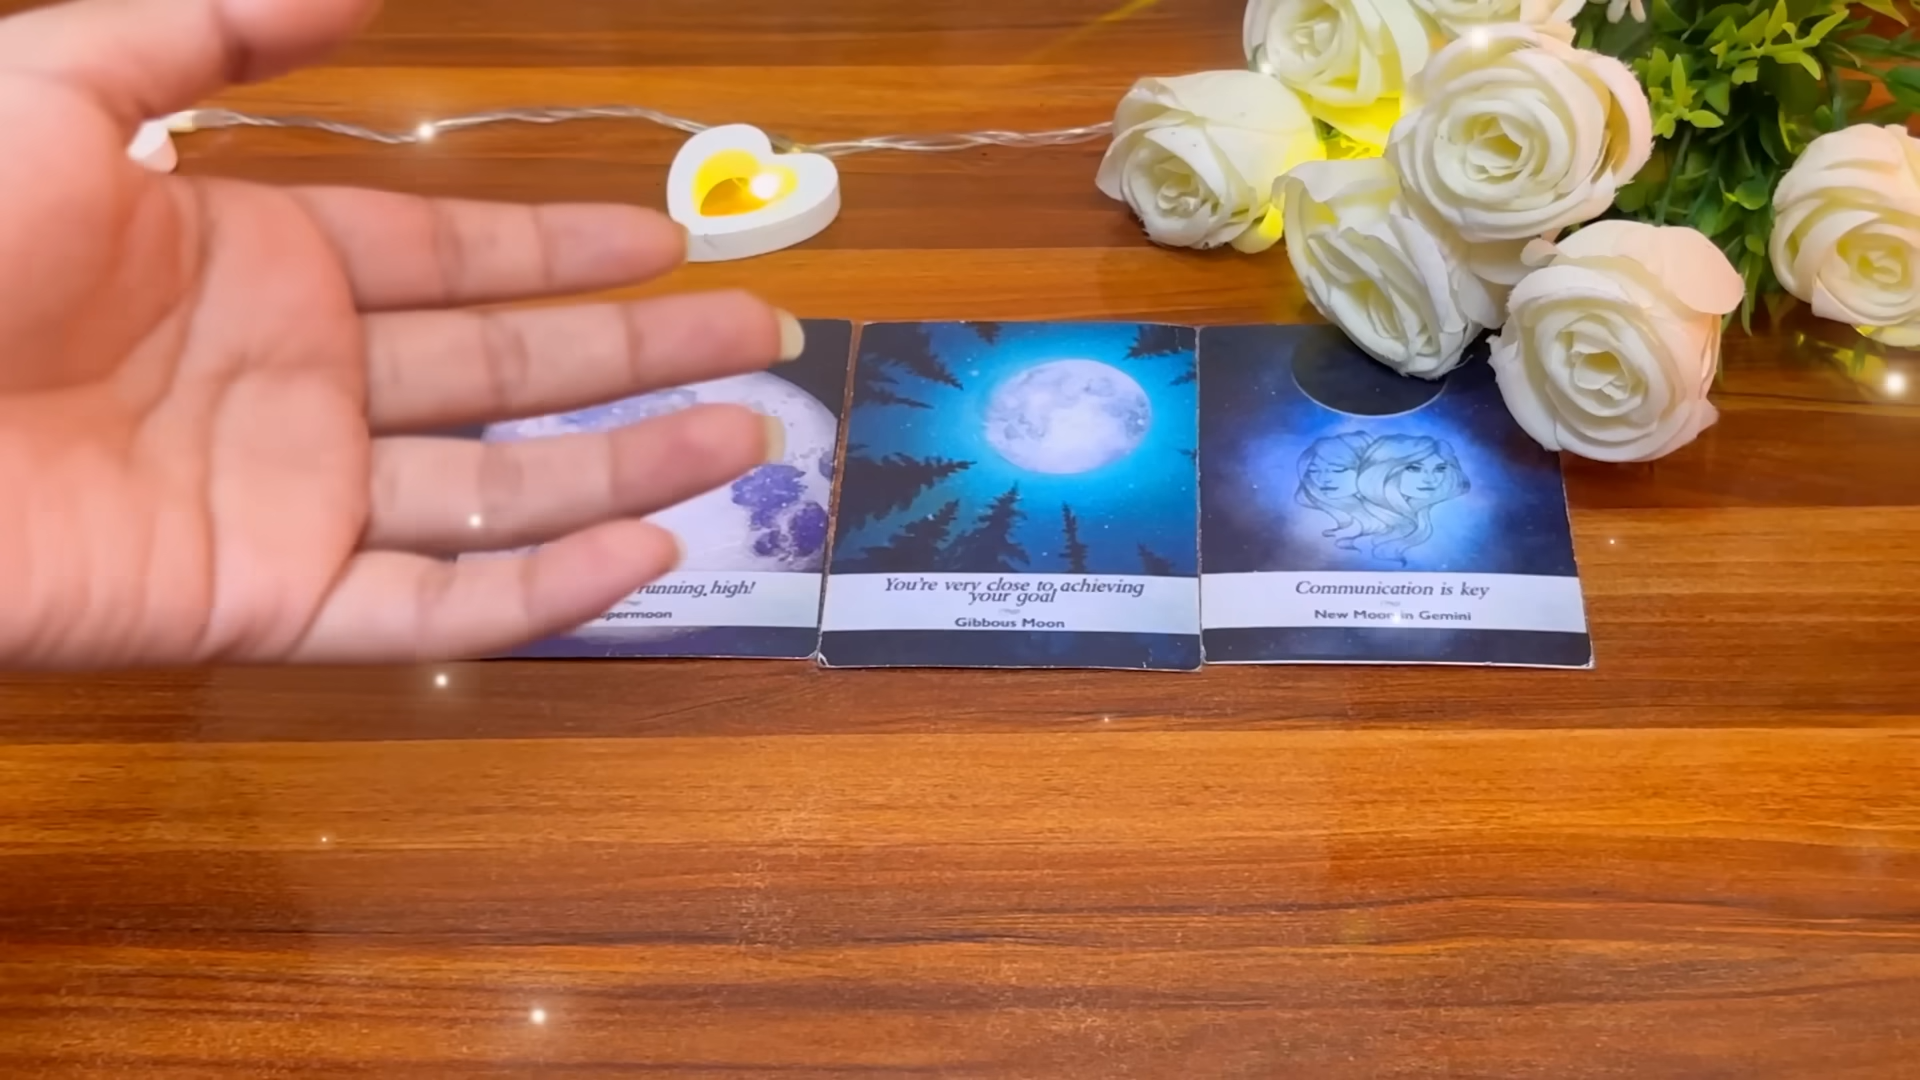 running high!
permoon
You're very close to achieving
your goal
Gibbous Moon
Communication is key
New Moon in Gemini